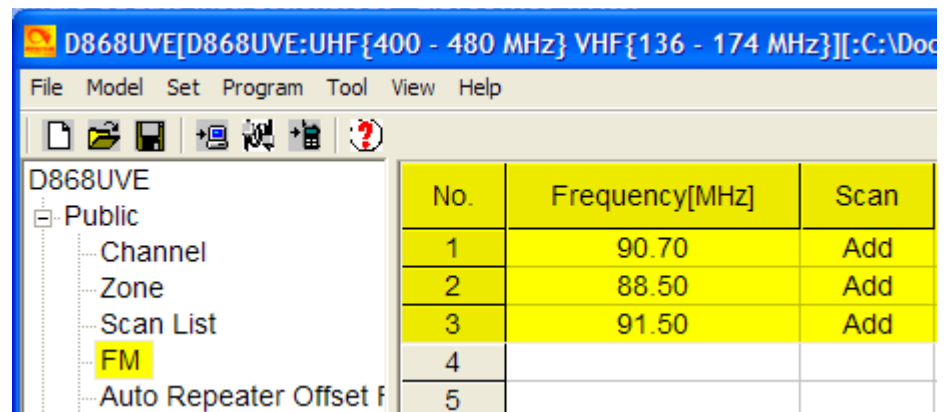 D868UVE[D868UVE:UHF{400 - 480 MHz} VHF{136 - 174 MHz}][:C:\Doc
File Model Set Program Tool View Help
D868UVE
Public
Channel
Zone
Scan List
FM
Auto Repeater Offset F
No. Frequency[MHz] Scan
1 90.70 Add
2 88.50 Add
3 91.50 Add
4
5